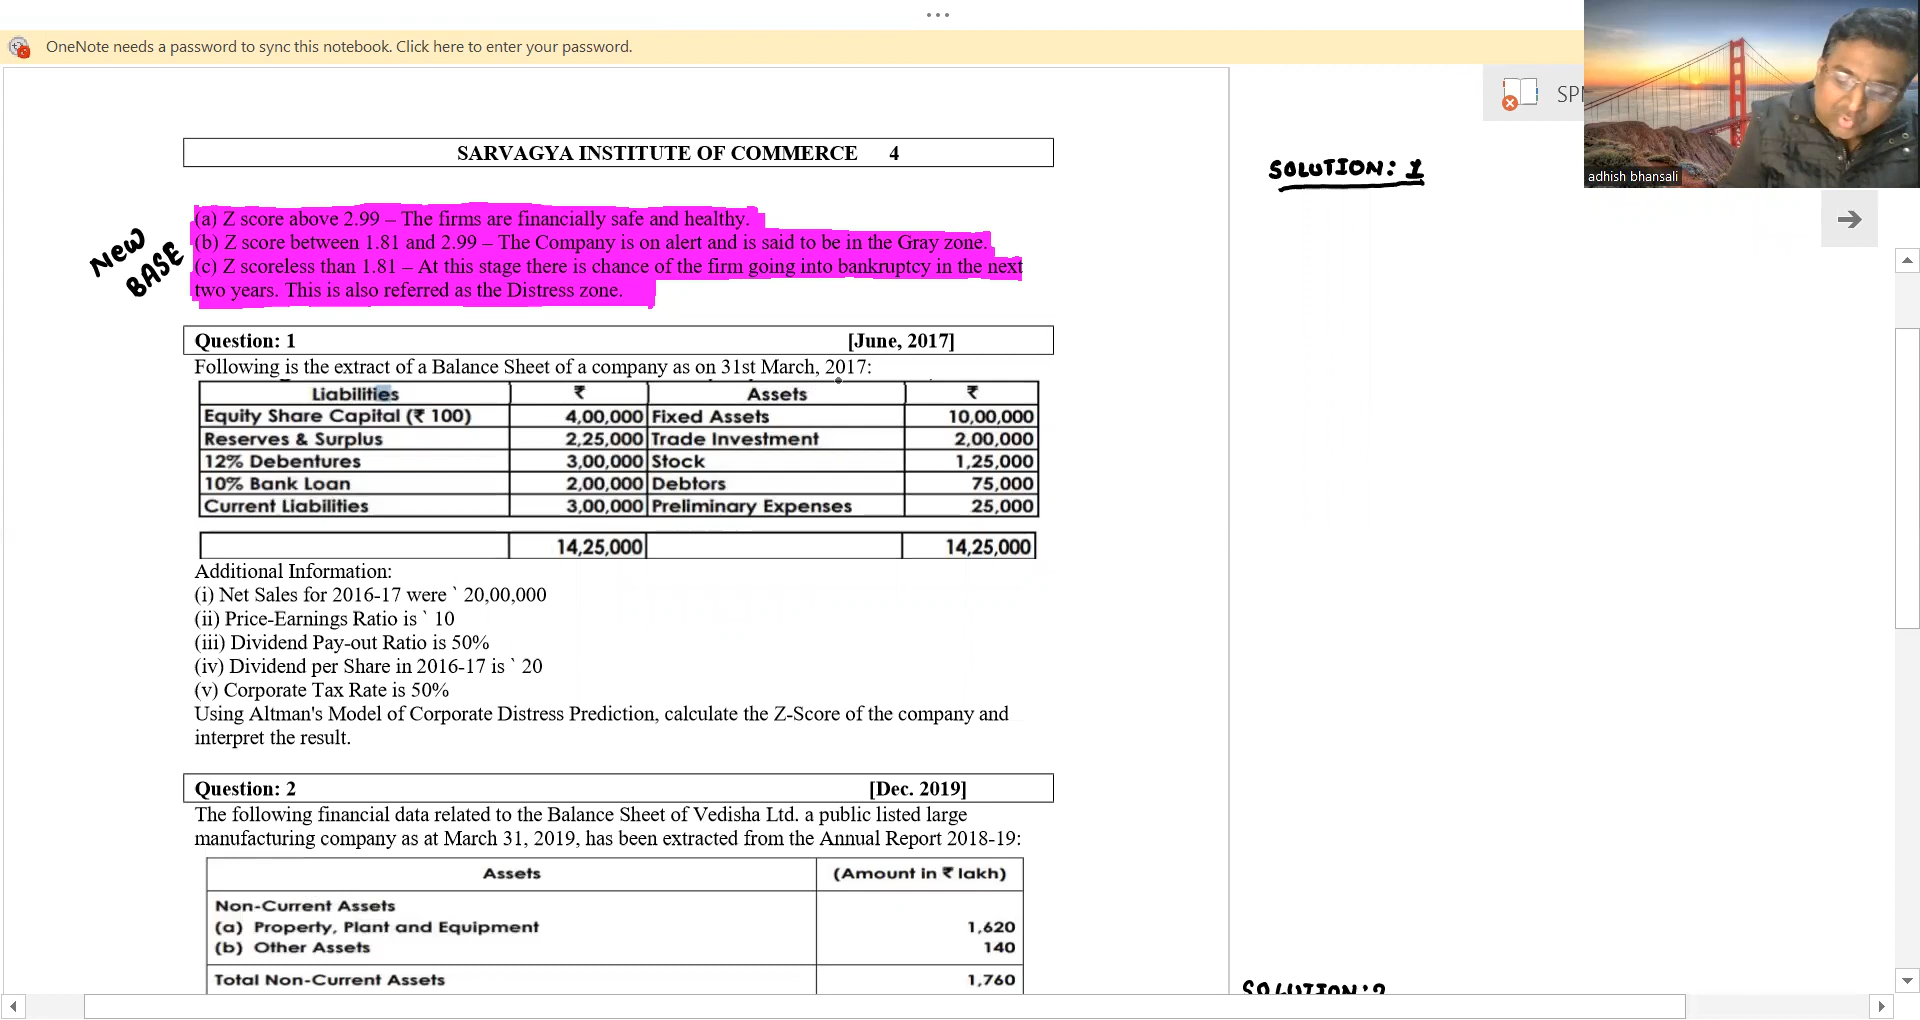 OneNote needs a password to sync this notebook. Click here to enter your password.
adhish bhansali
SARVAGYA INSTITUTE OF COMMERCE 4
SOLUTION: 1
New
BASE
(a) Z score above 2.99 – The firms are financially safe and healthy.
(b) Z score between 1.81 and 2.99 – The Company is on alert and is said to be in the Gray zone.
(c) Z scoreless than 1.81 – At this stage there is chance of the firm going into bankruptcy in the next
two years. This is also referred as the Distress zone.
Question: 1 [June, 2017]
Following is the extract of a Balance Sheet of a company as on 31st March, 2017:
Liabilities ₹ Assets ₹
Equity Share Capital (₹ 100) 4,00,000 Fixed Assets 10,00,000
Reserves & Surplus 2,25,000 Trade Investment 2,00,000
12% Debentures 3,00,000 Stock 1,25,000
10% Bank Loan 2,00,000 Debtors 75,000
Current Liabilities 3,00,000 Preliminary Expenses 25,000
14,25,000 14,25,000
Additional Information:
(i) Net Sales for 2016-17 were ` 20,00,000
(ii) Price-Earnings Ratio is ` 10
(iii) Dividend Pay-out Ratio is 50%
(iv) Dividend per Share in 2016-17 is ` 20
(v) Corporate Tax Rate is 50%
Using Altman's Model of Corporate Distress Prediction, calculate the Z-Score of the company and
interpret the result.
Question: 2 [Dec. 2019]
The following financial data related to the Balance Sheet of Vedisha Ltd. a public listed large
manufacturing company as at March 31, 2019, has been extracted from the Annual Report 2018-19:
Assets (Amount in ₹ lakh)
Non-Current Assets
(a) Property, Plant and Equipment 1,620
(b) Other Assets 140
Total Non-Current Assets 1,760
SOLUTION: 2